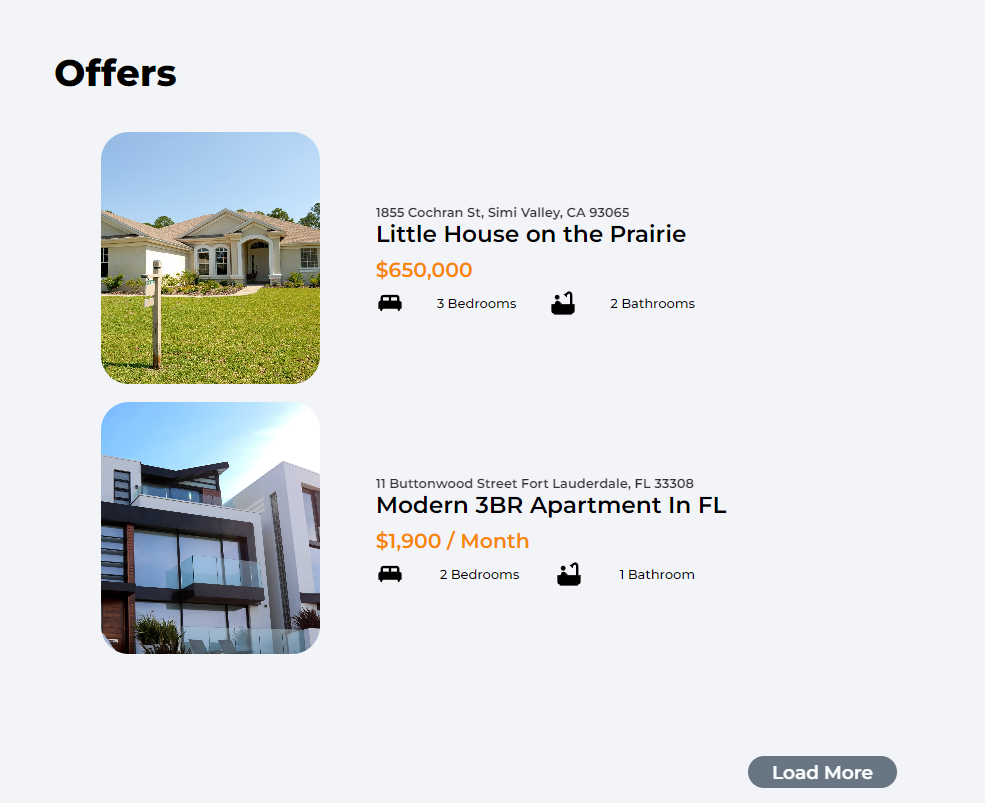 Offers
1855 Cochran St, Simi Valley, CA 93065
Little House on the Prairie
$650,000
3 Bedrooms 2 Bathrooms
11 Buttonwood Street Fort Lauderdale, FL 33308
Modern 3BR Apartment In FL
$1,900 / Month
2 Bedrooms 1 Bathroom
Load More